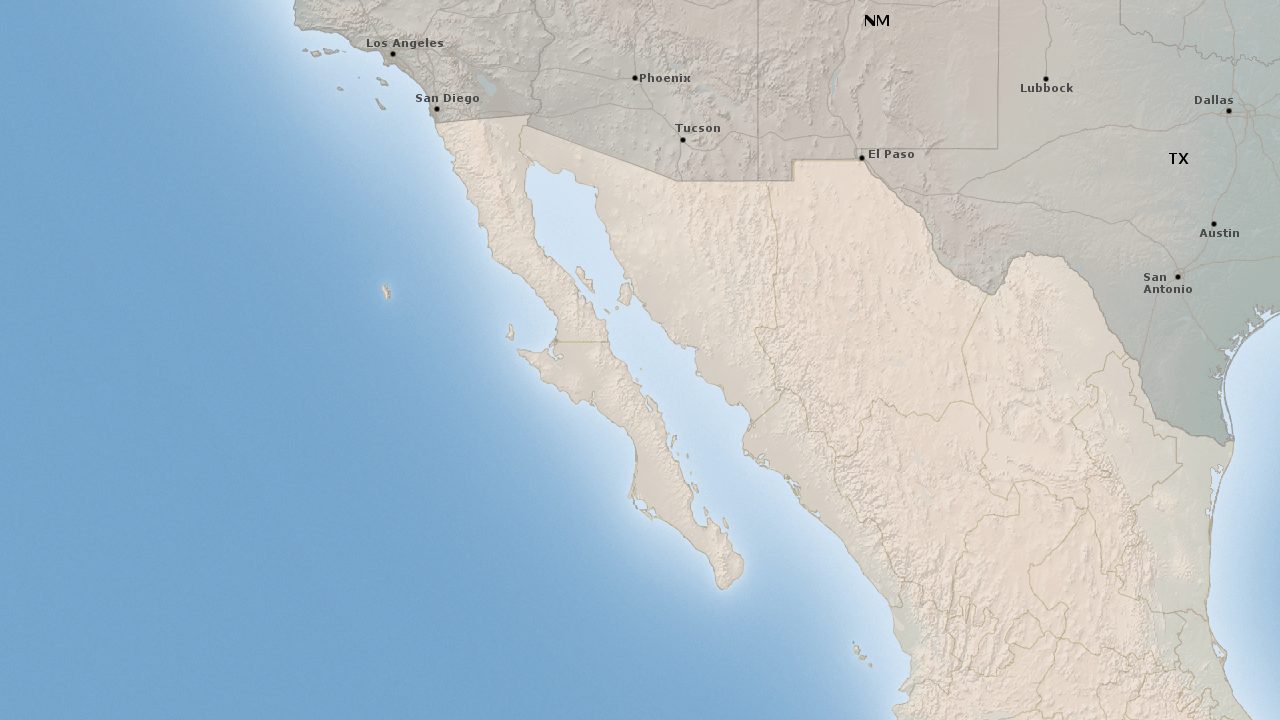 NM
Los Angeles
Phoenix
Lubbock
San Diego
Dallas
Tucson
El Paso
TX
Austin
San
Antonio